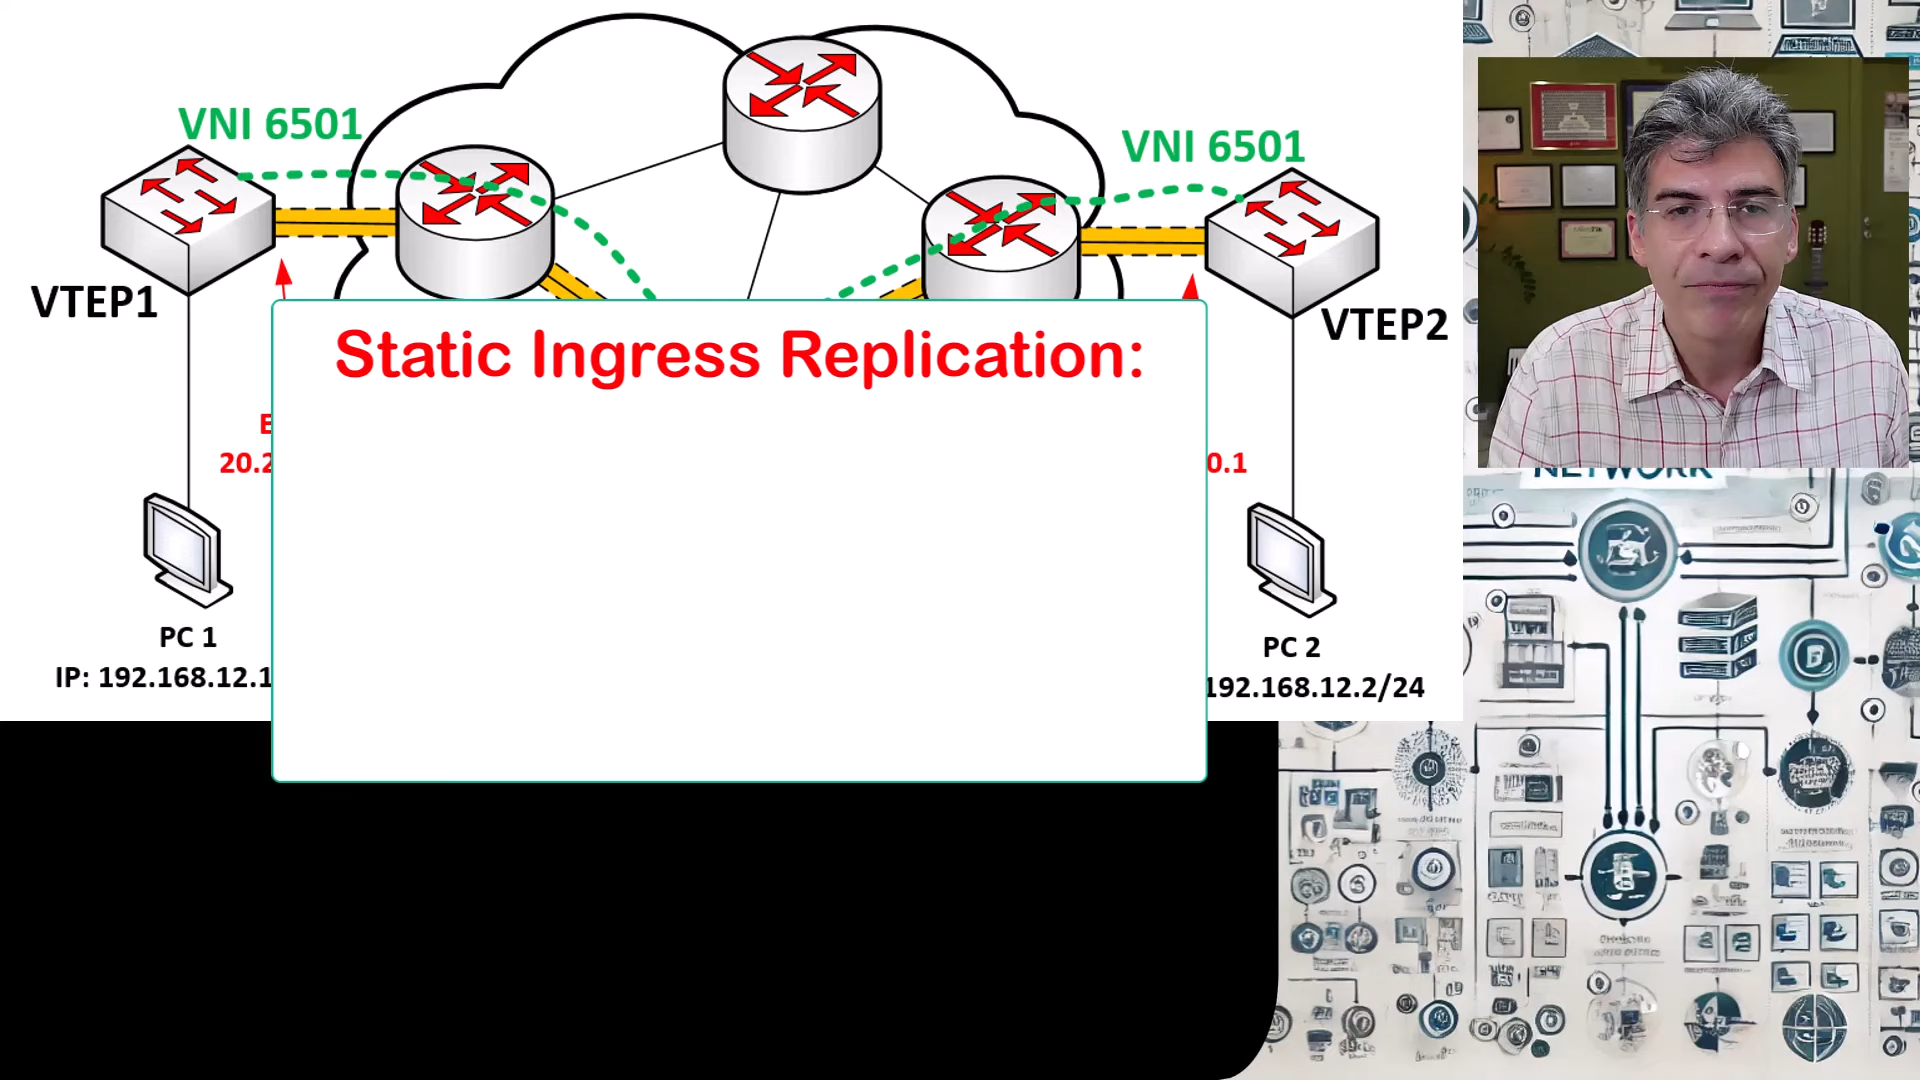 VNI 6501
VNI 6501
VTEP1
VTEP2
Static Ingress Replication:
E
20.2
0.1
PC 1
IP: 192.168.12.1
PC 2
192.168.12.2/24
NETWORK